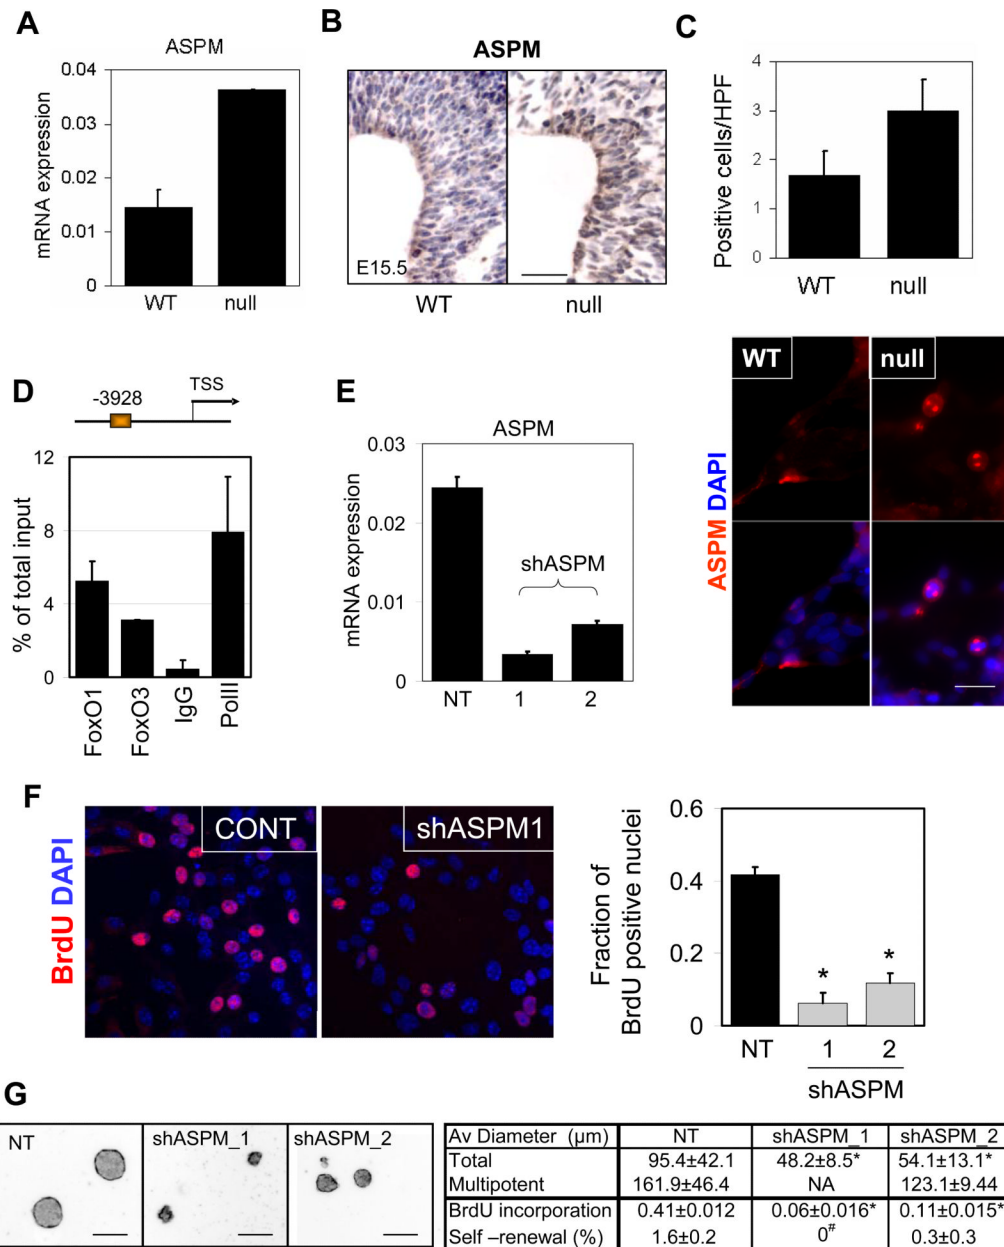 A
ASPM
mRNA expression
0.04
0.03
0.02
0.01
0
WT null
B
ASPM
E15.5
WT null
C
Positive cells/HPF
4
3
2
1
0
WT null
WT null
ASPM DAPI
D
-3928 TSS
% of total input
12
8
4
0
FoxO1 FoxO3 IgG PolII
E
ASPM
mRNA expression
0.03
0.02
0.01
0
shASPM
NT 1 2
F
BrdU DAPI
CONT shASPM1
Fraction of
BrdU positive nuclei
0.6
0.4
0.2
0
* *
NT 1 2
shASPM
G
NT shASPM_1 shASPM_2
Av Diameter (µm) NT shASPM_1 shASPM_2
Total 95.4±42.1 48.2±8.5* 54.1±13.1*
Multipotent 161.9±46.4 NA 123.1±9.44
BrdU incorporation 0.41±0.012 0.06±0.016* 0.11±0.015*
Self –renewal (%) 1.6±0.2 0# 0.3±0.3